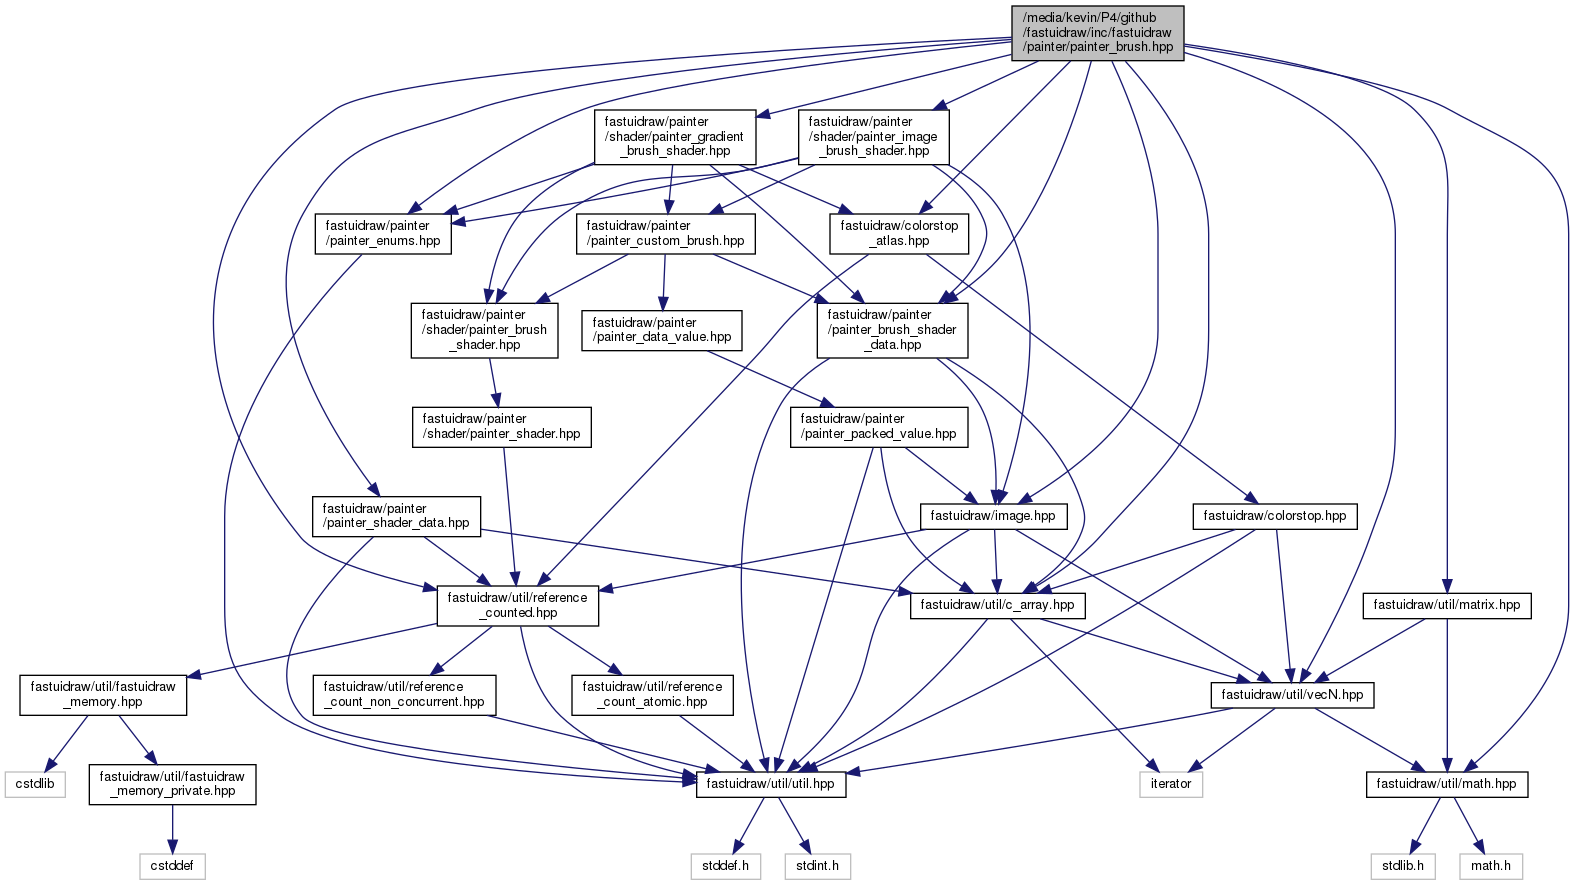 /media/kevin/P4/github
/fastuidraw/inc/fastuidraw
/painter/painter_brush.hpp
fastuidraw/painter
/shader/painter_gradient
_brush_shader.hpp
fastuidraw/painter
/shader/painter_image
_brush_shader.hpp
fastuidraw/painter
/painter_enums.hpp
fastuidraw/painter
/painter_custom_brush.hpp
fastuidraw/colorstop
_atlas.hpp
fastuidraw/painter
/shader/painter_brush
_shader.hpp
fastuidraw/painter
/painter_data_value.hpp
fastuidraw/painter
/painter_brush_shader
_data.hpp
fastuidraw/painter
/shader/painter_shader.hpp
fastuidraw/painter
/painter_packed_value.hpp
fastuidraw/painter
/painter_shader_data.hpp
fastuidraw/image.hpp
fastuidraw/colorstop.hpp
fastuidraw/util/reference
_counted.hpp
fastuidraw/util/c_array.hpp
fastuidraw/util/matrix.hpp
fastuidraw/util/fastuidraw
_memory.hpp
fastuidraw/util/reference
_count_non_concurrent.hpp
fastuidraw/util/reference
_count_atomic.hpp
fastuidraw/util/vecN.hpp
cstdlib
fastuidraw/util/fastuidraw
_memory_private.hpp
fastuidraw/util/util.hpp
iterator
fastuidraw/util/math.hpp
cstddef
stddef.h
stdint.h
stdlib.h
math.h